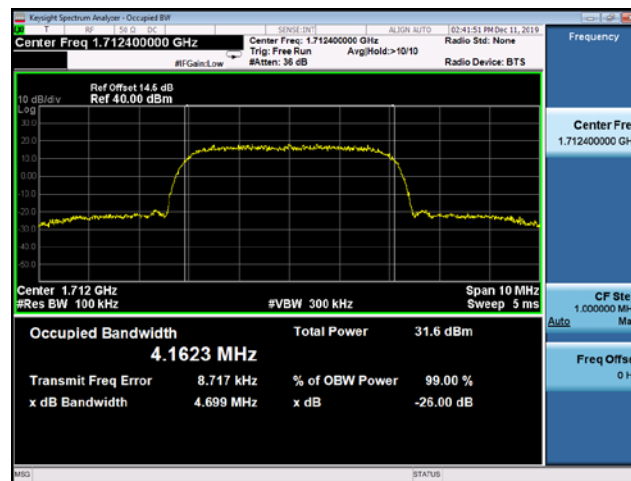 Keysight Spectrum Analyzer - Occupied BW
T RF 50 Ω DC SENSE:INT ALIGN AUTO 02:41:51 PM Dec 11, 2019
Center Freq 1.712400000 GHz
Center Freq: 1.712400000 GHz
Radio Std: None
Trig: Free Run Avg|Hold:>10/10
#IFGain:Low
#Atten: 36 dB
Radio Device: BTS
Frequency
Ref Offset 14.6 dB
10 dB/div Ref 40.00 dBm
Log
30.0
20.0
10.0
0.00
-10.0
-20.0
-30.0
-40.0
-50.0
Center 1.712 GHz
Span 10 MHz
#Res BW 100 kHz
#VBW 300 kHz
Sweep 5 ms
Occupied Bandwidth
4.1623 MHz
Total Power 31.6 dBm
Transmit Freq Error 8.717 kHz
% of OBW Power 99.00 %
x dB Bandwidth 4.699 MHz
x dB -26.00 dB
Center Fre
1.712400000 GH
CF Ste
1.000000 MH
Auto Ma
Freq Offse
0 H
MSG
STATUS